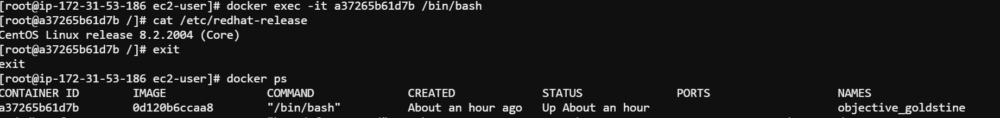 [root@ip-172-31-53-186 ec2-user]# docker exec -it a37265b61d7b /bin/bash
[root@a37265b61d7b /]# cat /etc/redhat-release
CentOS Linux release 8.2.2004 (Core)
[root@a37265b61d7b /]# exit
exit
[root@ip-172-31-53-186 ec2-user]# docker ps
CONTAINER ID IMAGE COMMAND CREATED STATUS PORTS NAMES
a37265b61d7b 0d120b6ccaa8 "/bin/bash" About an hour ago Up About an hour objective_goldstine